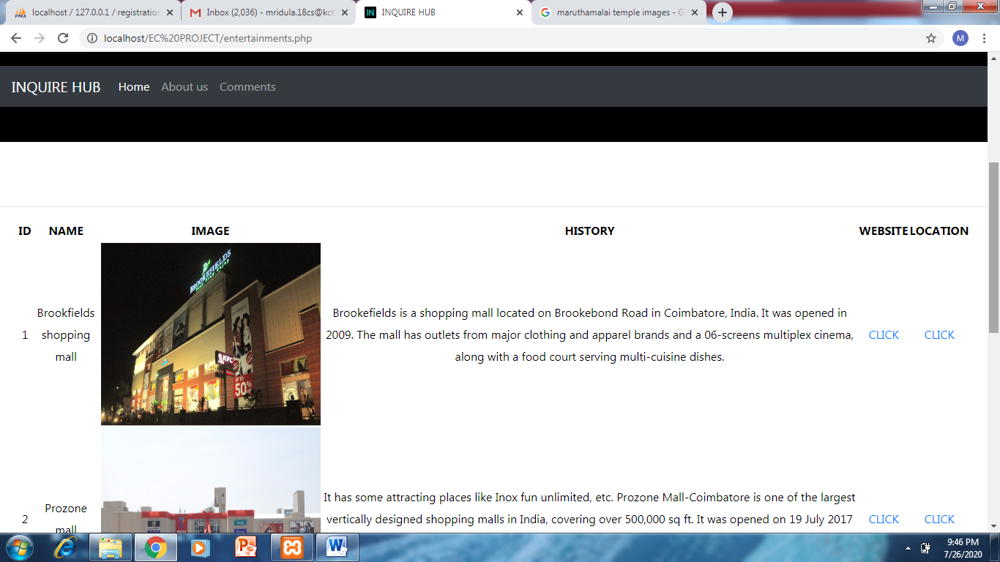 localhost / 127.0.0.1 / registration
Inbox (2,036) - mridula.18cs@kct
INQUIRE HUB
maruthamalai temple images - G
localhost/EC%20PROJECT/entertainments.php
M
INQUIRE HUB Home About us Comments
ID NAME IMAGE HISTORY WEBSITE LOCATION
1
Brookfields
shopping
mall
BROOKEFIELDS
KFC
UP TO
50%
Brookefields is a shopping mall located on Brookebond Road in Coimbatore, India. It was opened in
2009. The mall has outlets from major clothing and apparel brands and a 06-screens multiplex cinema,
along with a food court serving multi-cuisine dishes.
CLICK CLICK
2
Prozone
mall
It has some attracting places like Inox fun unlimited, etc. Prozone Mall-Coimbatore is one of the largest
vertically designed shopping malls in India, covering over 500,000 sq ft. It was opened on 19 July 2017
CLICK CLICK
9:46 PM
7/26/2020